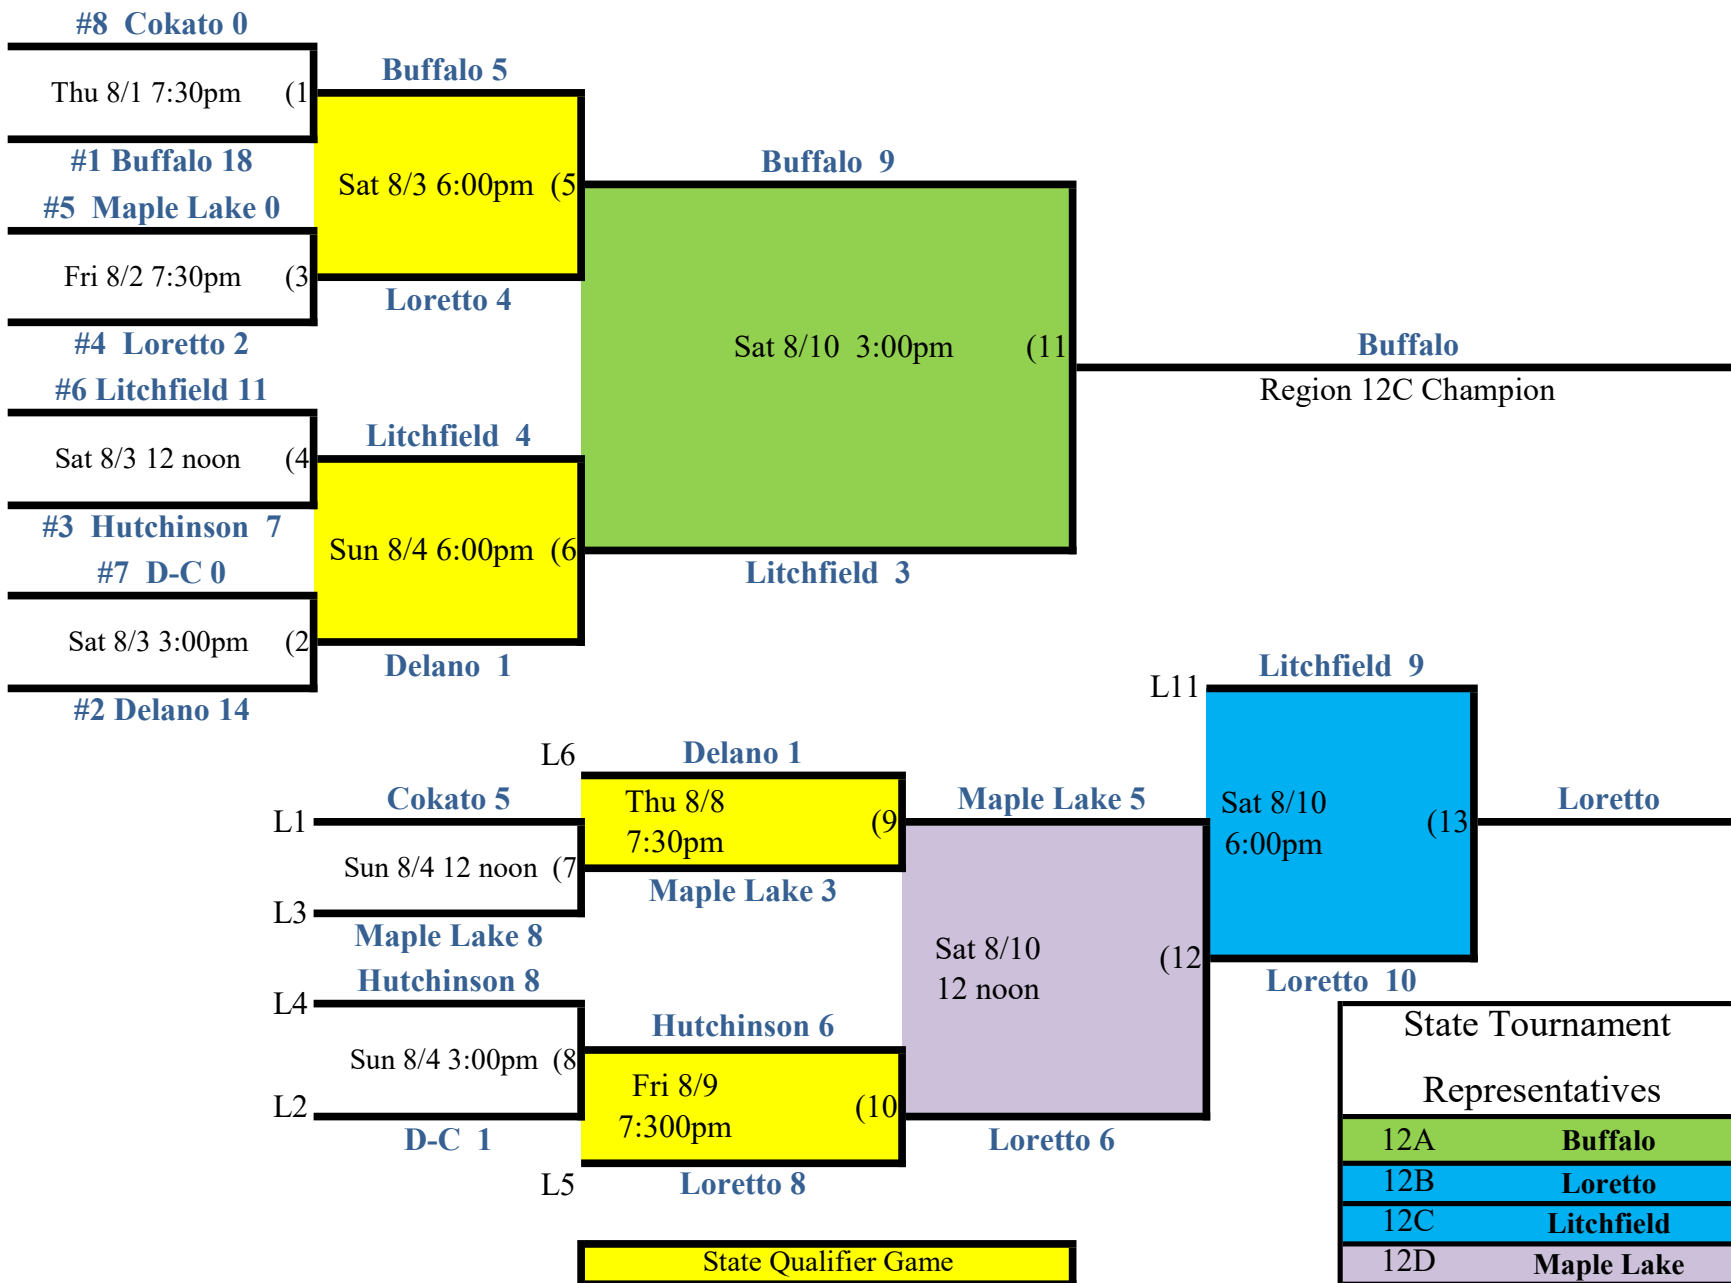 #8  Cokato 0
Thu 8/1 7:30pm (1
#1 Buffalo 18
Buffalo 5
Sat 8/3 6:00pm (5
#5  Maple Lake 0
Fri 8/2 7:30pm (3
#4  Loretto 2
Loretto 4
Buffalo  9
Sat 8/10  3:00pm (11
Buffalo
Region 12C Champion
#6 Litchfield 11
Sat 8/3 12 noon (4
#3  Hutchinson  7
Litchfield  4
Sun 8/4 6:00pm (6
#7  D-C 0
Sat 8/3 3:00pm (2
#2 Delano 14
Delano  1
Litchfield  3
L6
Delano 1
Thu 8/8
7:30pm
(9
Maple Lake 3
L1
Cokato 5
Sun 8/4 12 noon (7
L3
Maple Lake 8
Hutchinson 8
L4
Sun 8/4 3:00pm (8
L2
D-C  1
Hutchinson 6
Fri 8/9
7:300pm
(10
L5
Loretto 8
Maple Lake 5
Sat 8/10
12 noon
(12
Loretto 6
L11
Litchfield  9
Sat 8/10
6:00pm
(13
Loretto  10
Loretto
State Tournament
Representatives
12A Buffalo
12B Loretto
12C Litchfield
12D Maple Lake
State Qualifier Game